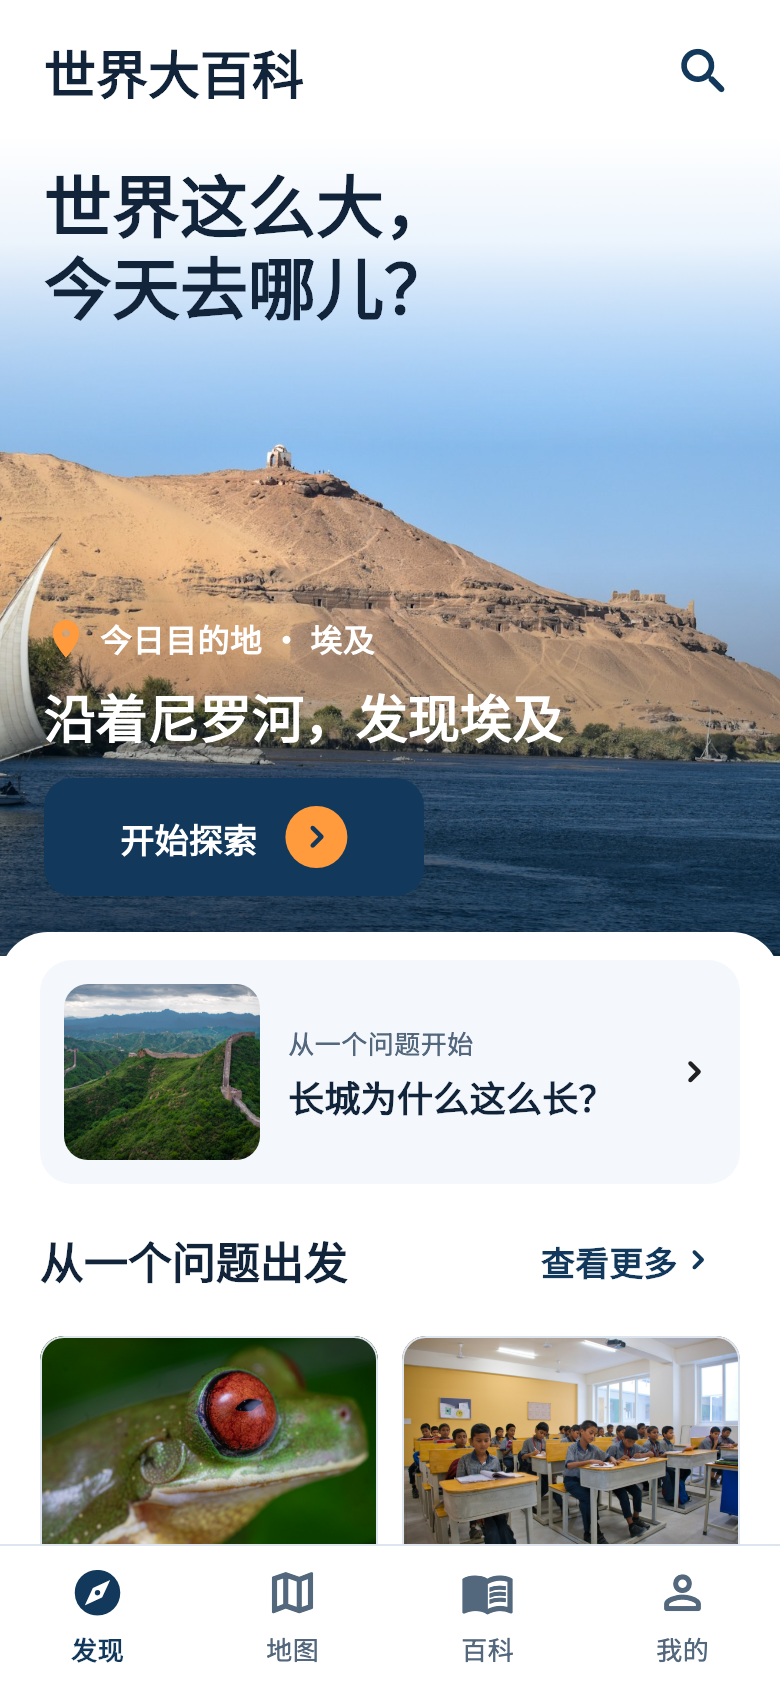 世界大百科
世界这么大，
今天去哪儿？
今日目的地 · 埃及
沿着尼罗河，发现埃及
开始探索
从一个问题开始
长城为什么这么长？
从一个问题出发
查看更多
发现
地图
百科
我的